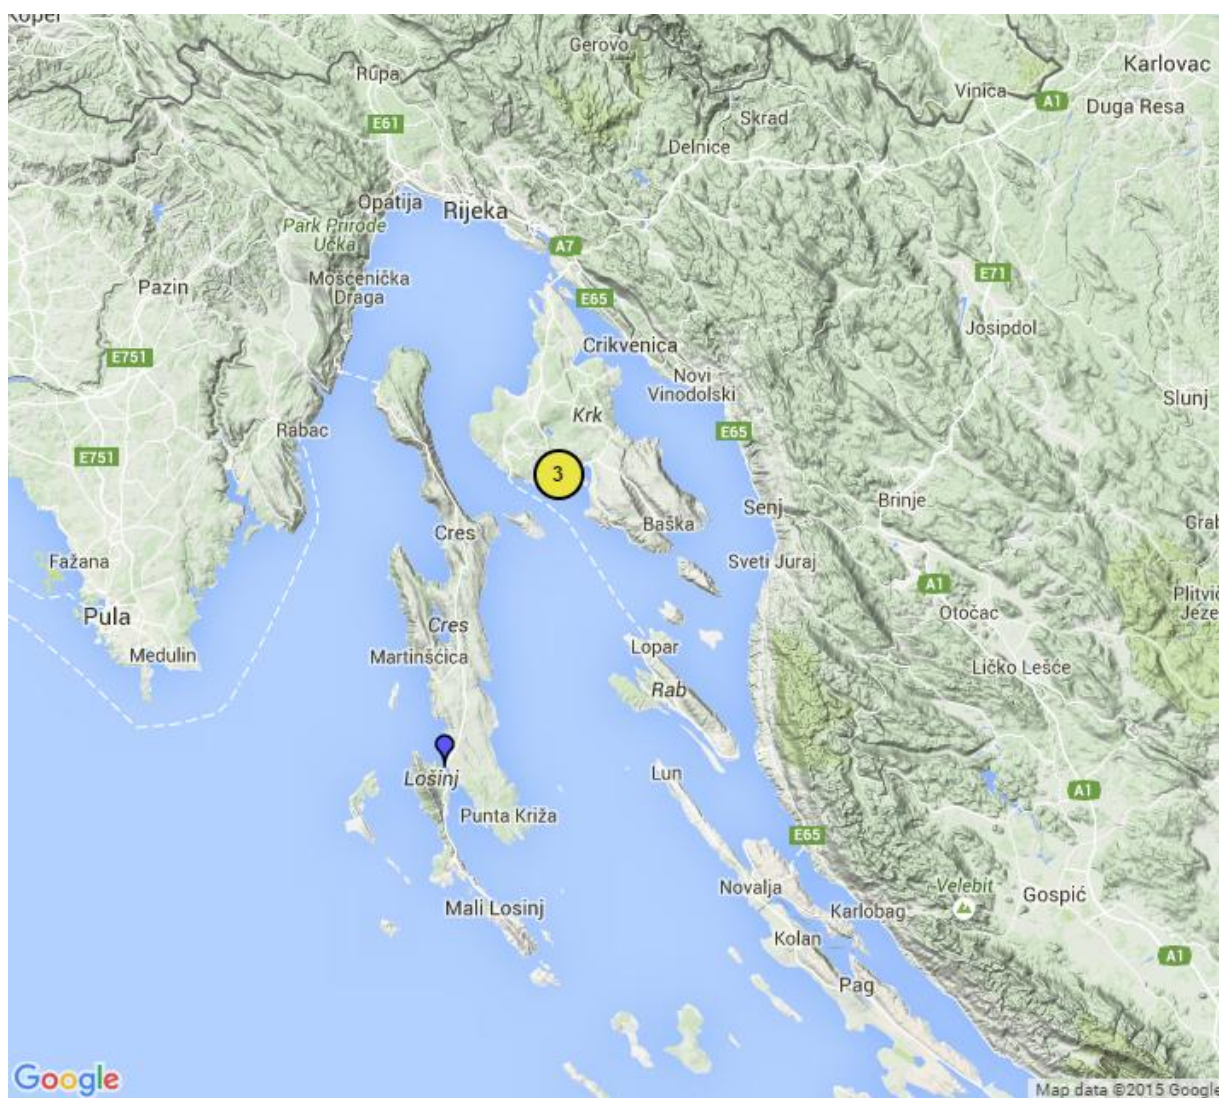 Koper
Gerovo
Karlovac
Rupa
Vinica
A1
Duga Resa
E61
Skrad
Delnice
Opatija
Rijeka
Park Prirode
Učka
A7
Mošćenička
Draga
Pazin
E71
E65
Josipdol
Crikvenica
E751
Novi
Vinodolski
Slunj
Krk
Rabac
E65
E751
3
Brinje
Senj
Baška
Grab
Cres
Fažana
Sveti Juraj
A1
Plitvič
Jeze
Otočac
Pula
Cres
Lopar
Medulin
Martinšćica
Ličko Lešće
Rab
Lošinj
Lun
A1
Punta Križa
E65
Novalja
Velebit
Gospić
Mali Losinj
Karlobag
Kolan
A1
Pag
Google
Map data ©2015 Google